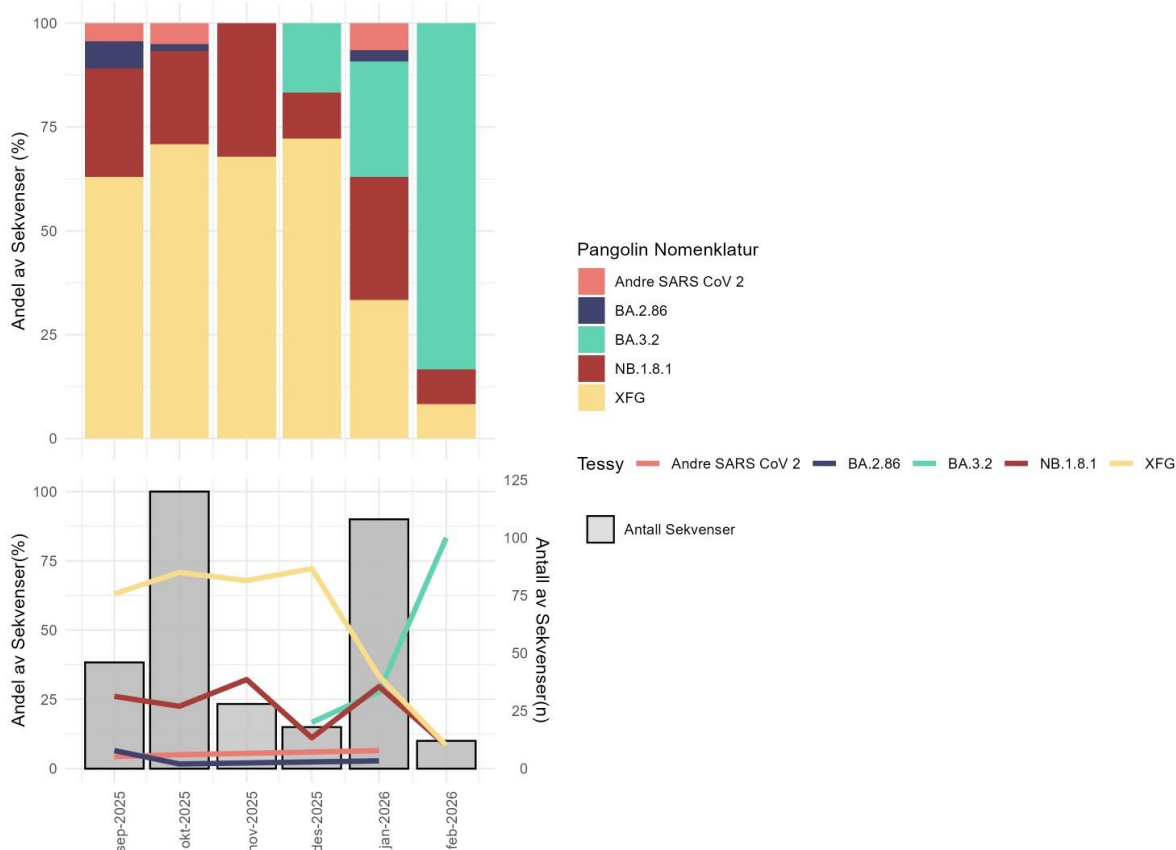 100
75
50
25
0
Andel av Sekvenser (%)
Pangolin Nomenklatur
Andre SARS CoV 2
BA.2.86
BA.3.2
NB.1.8.1
XFG
Tessy Andre SARS CoV 2 BA.2.86 BA.3.2 NB.1.8.1 XFG
Antall Sekvenser
100
75
50
25
0
Andel av Sekvenser(%)
125
100
75
50
25
0
Antall av Sekvenser(n)
sep-2025
okt-2025
nov-2025
des-2025
jan-2026
feb-2026